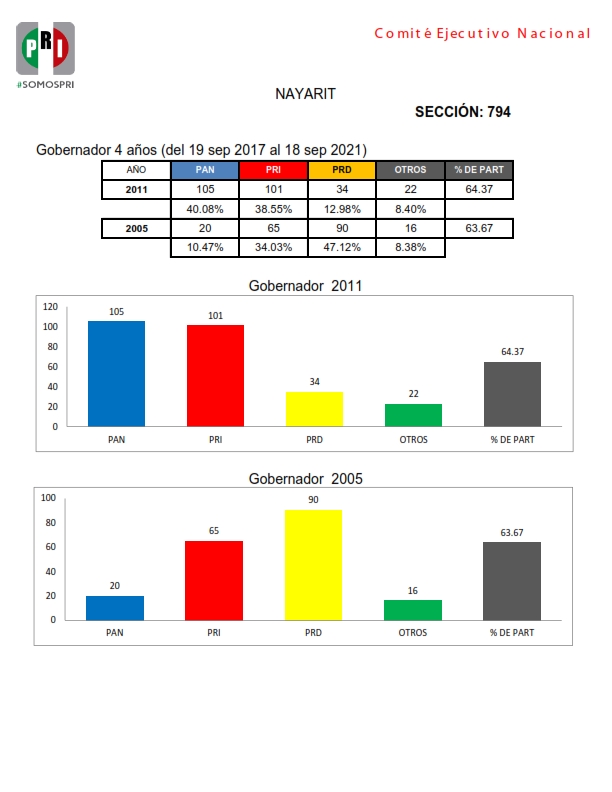 Comité Ejecutivo Nacional
PRI
#SOMOSPRI
NAYARIT
SECCIÓN: 794
Gobernador 4 años (del 19 sep 2017 al 18 sep 2021)
AÑO PAN PRI PRD OTROS % DE PART
2011 105 101 34 22 64.37
40.08% 38.55% 12.98% 8.40%
2005 20 65 90 16 63.67
10.47% 34.03% 47.12% 8.38%
Gobernador 2011
120
100
80
60
40
20
0
105
101
34
22
64.37
PAN PRI PRD OTROS % DE PART
Gobernador 2005
100
80
60
40
20
0
20
65
90
16
63.67
PAN PRI PRD OTROS % DE PART